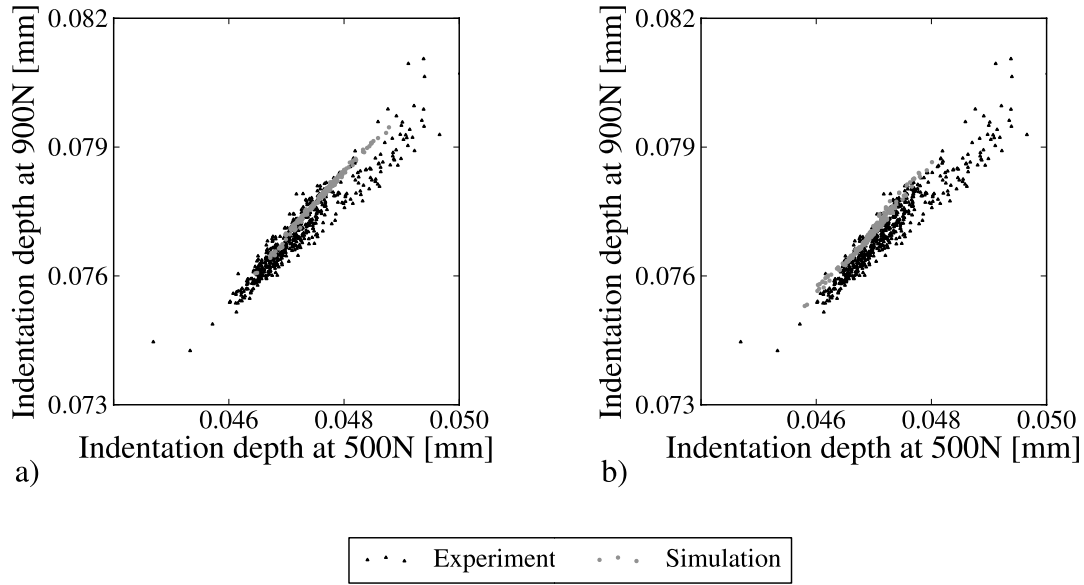 Indentation depth at 900N [mm]
0.082
0.079
0.076
0.073
0.046
0.048
0.050
Indentation depth at 500N [mm]
a)
Indentation depth at 900N [mm]
0.082
0.079
0.076
0.073
0.046
0.048
0.050
Indentation depth at 500N [mm]
b)
Experiment
Simulation